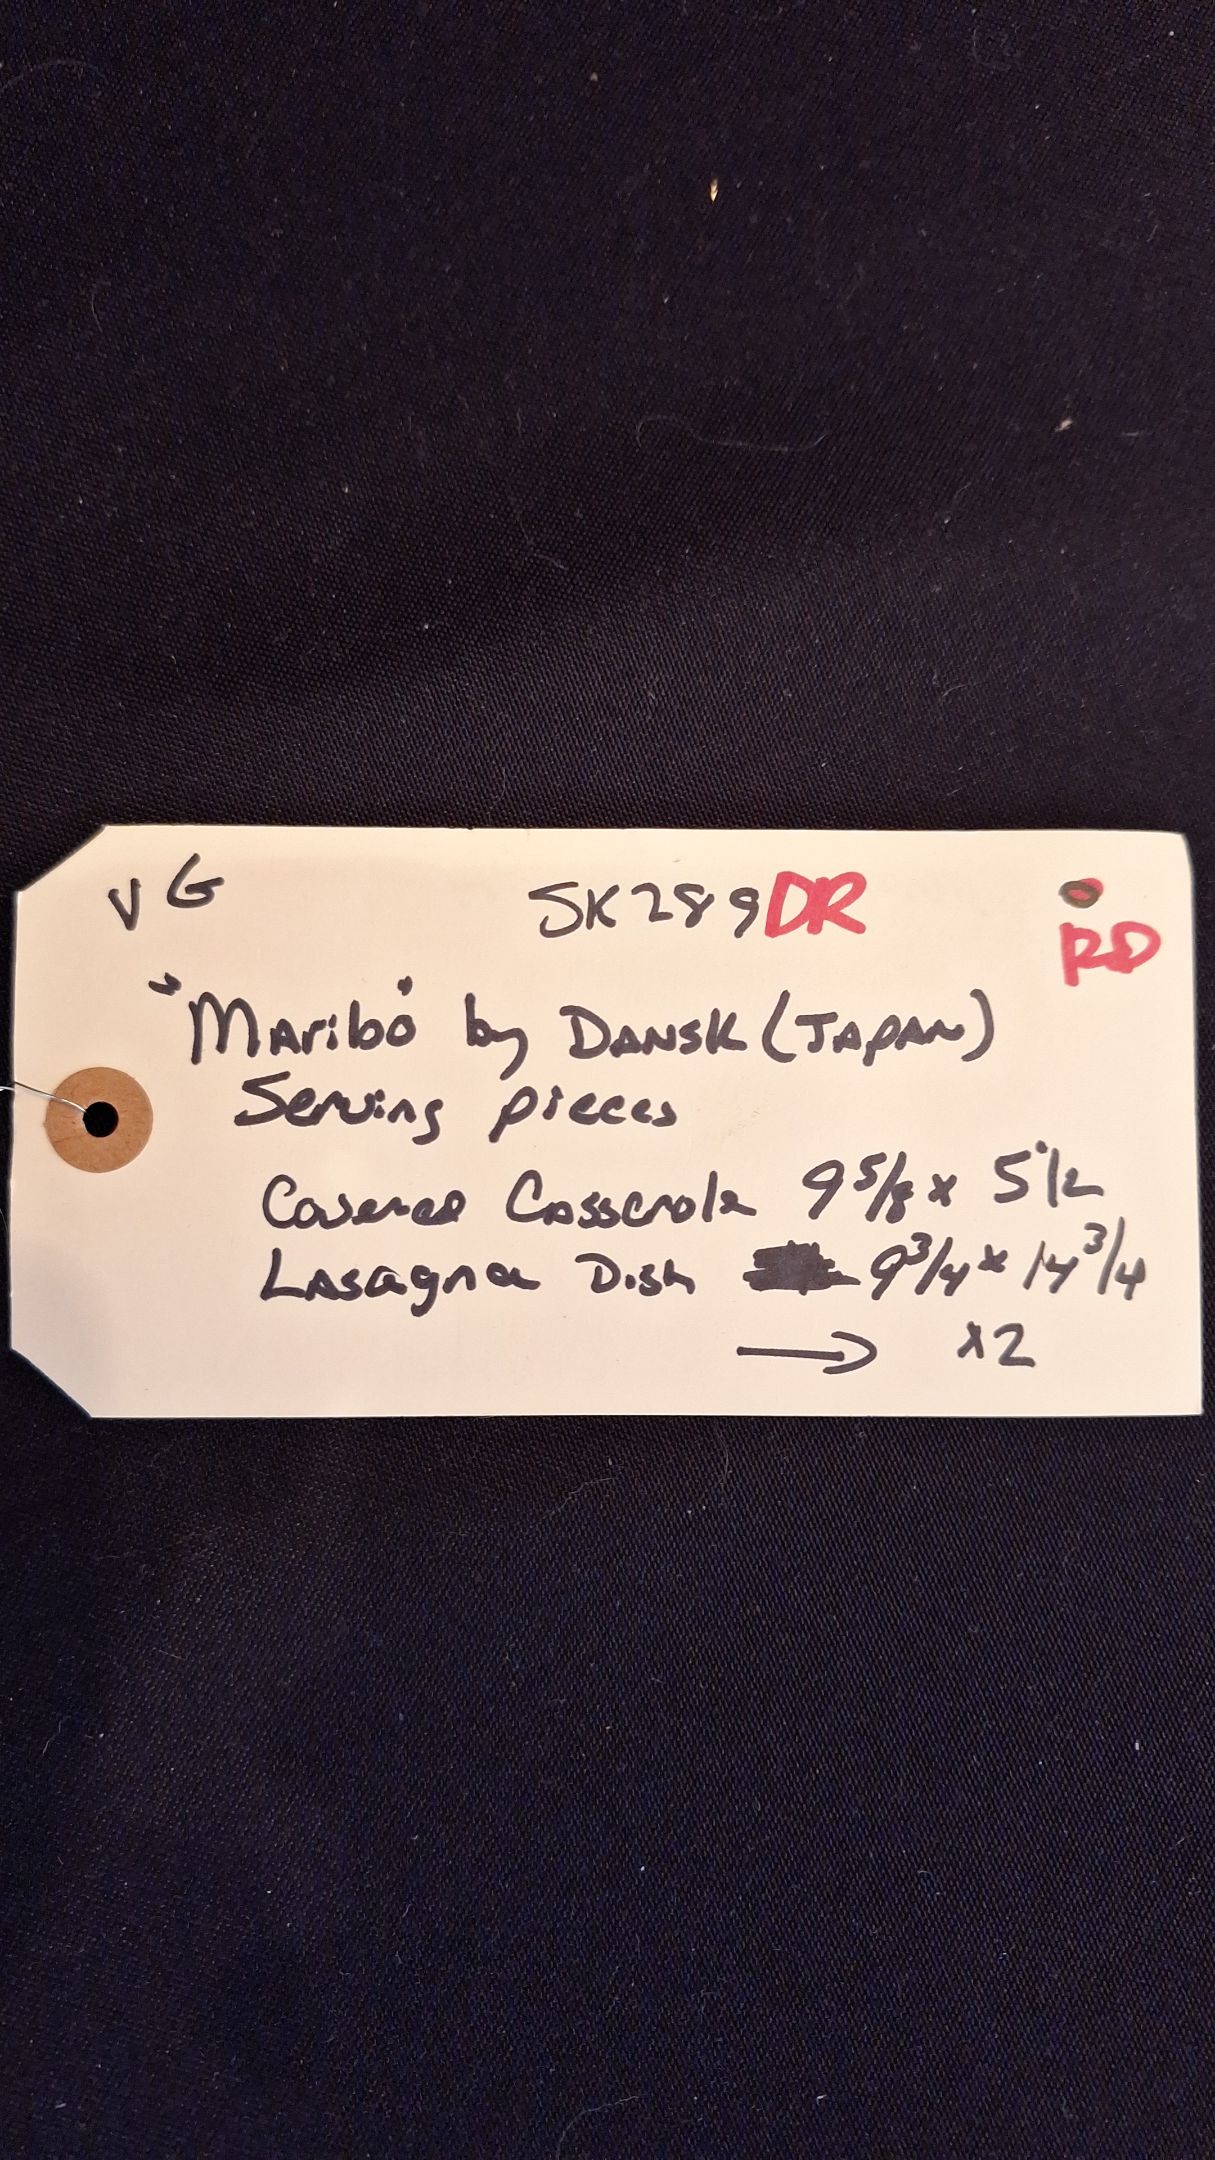 VG SK289DR
RD
"Maribo" by DANSK (JAPAN)
Serving pieces
Covered Casserole 9 5/8 x 5 1/2
Lasagna Dish 9 3/4 x 14 3/4
→ x2